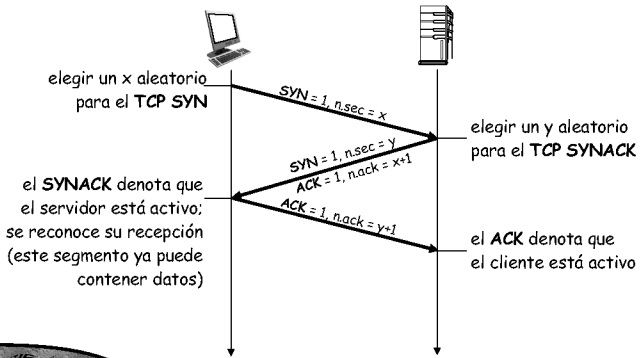 elegir un x aleatorio
para el TCP SYN
SYN = 1, n.sec = x
elegir un y aleatorio
para el TCP SYNACK
SYN = 1, n.sec = y
ACK = 1, n.ack = x+1
el SYNACK denota que
el servidor está activo;
se reconoce su recepción
(este segmento ya puede
contener datos)
ACK = 1, n.ack = y+1
el ACK denota que
el cliente está activo